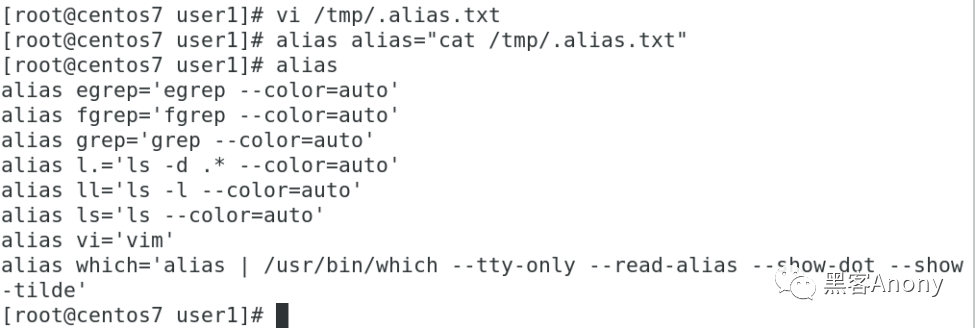 [root@centos7 user1]# vi /tmp/.alias.txt
[root@centos7 user1]# alias alias="cat /tmp/.alias.txt"
[root@centos7 user1]# alias
alias egrep='egrep --color=auto'
alias fgrep='fgrep --color=auto'
alias grep='grep --color=auto'
alias l.='ls -d .* --color=auto'
alias ll='ls -l --color=auto'
alias ls='ls --color=auto'
alias vi='vim'
alias which='alias | /usr/bin/which --tty-only --read-alias --show-dot --show
-tilde'
黑客Anony
[root@centos7 user1]#